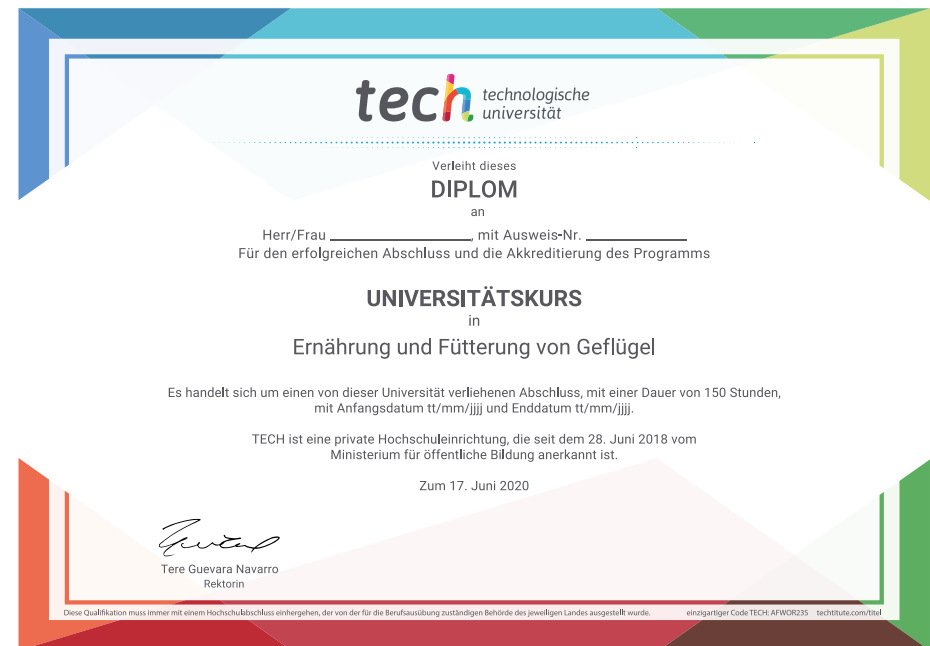 tech technologische
universität
Verleiht dieses
DIPLOM
an
Herr/Frau ____________________, mit Ausweis-Nr. ______________
Für den erfolgreichen Abschluss und die Akkreditierung des Programms
UNIVERSITÄTSKURS
in
Ernährung und Fütterung von Geflügel
Es handelt sich um einen von dieser Universität verliehenen Abschluss, mit einer Dauer von 150 Stunden,
mit Anfangsdatum tt/mm/jjjj und Enddatum tt/mm/jjjj.
TECH ist eine private Hochschuleinrichtung, die seit dem 28. Juni 2018 vom
Ministerium für öffentliche Bildung anerkannt ist.
Zum 17. Juni 2020
Tere Guevara Navarro
Rektorin
Diese Qualifikation muss immer mit einem Hochschulabschluss einhergehen, der von der für die Berufsausübung zuständigen Behörde des jeweiligen Landes ausgestellt wurde. einzigartiger Code TECH: AFWOR235 techtitute.com/titel